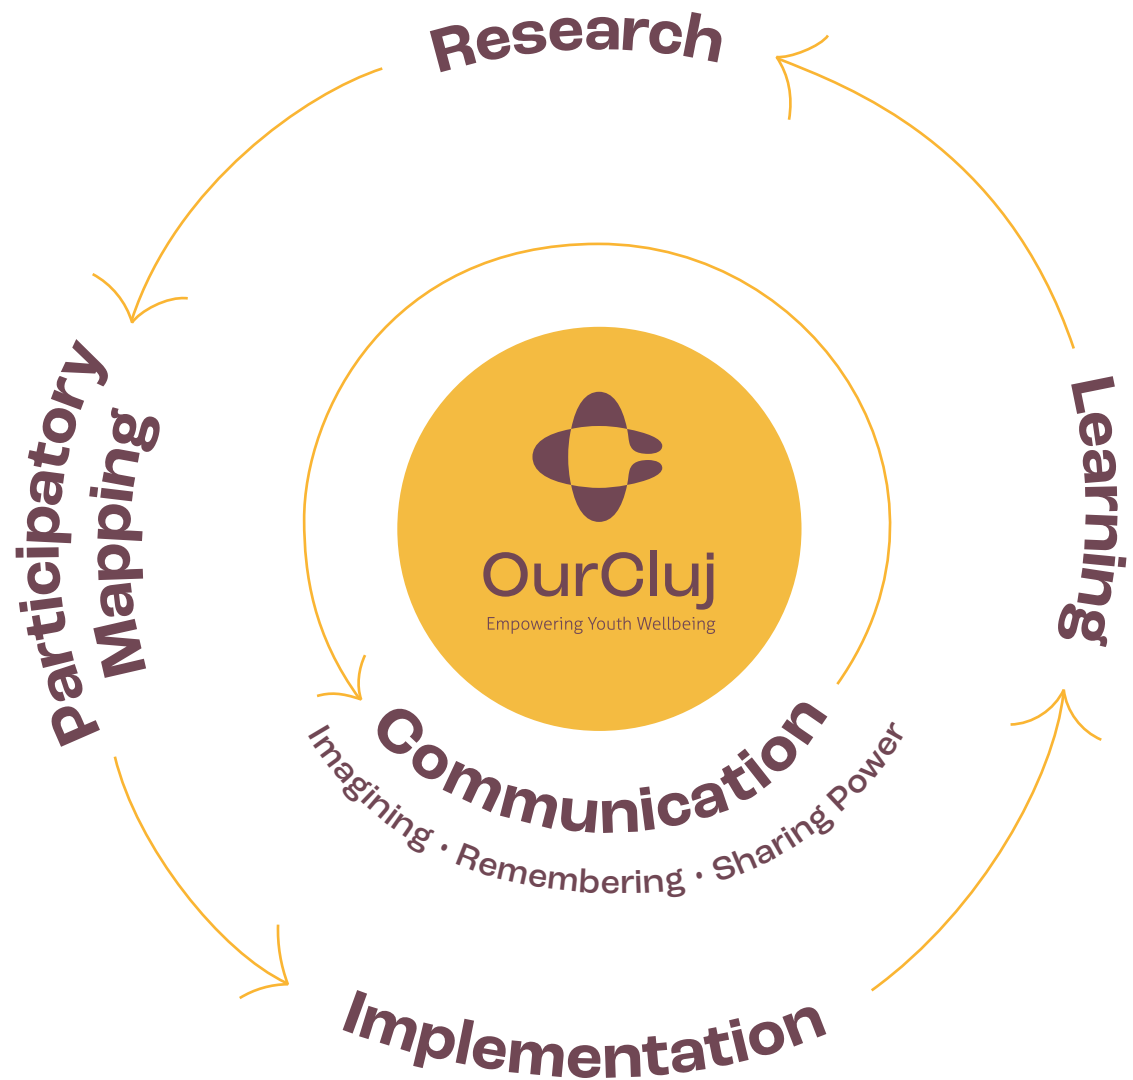 Research
Participatory
Mapping
Learning
OurCluj
Empowering Youth Wellbeing
Communication
Imagining · Remembering · Sharing Power
Implementation